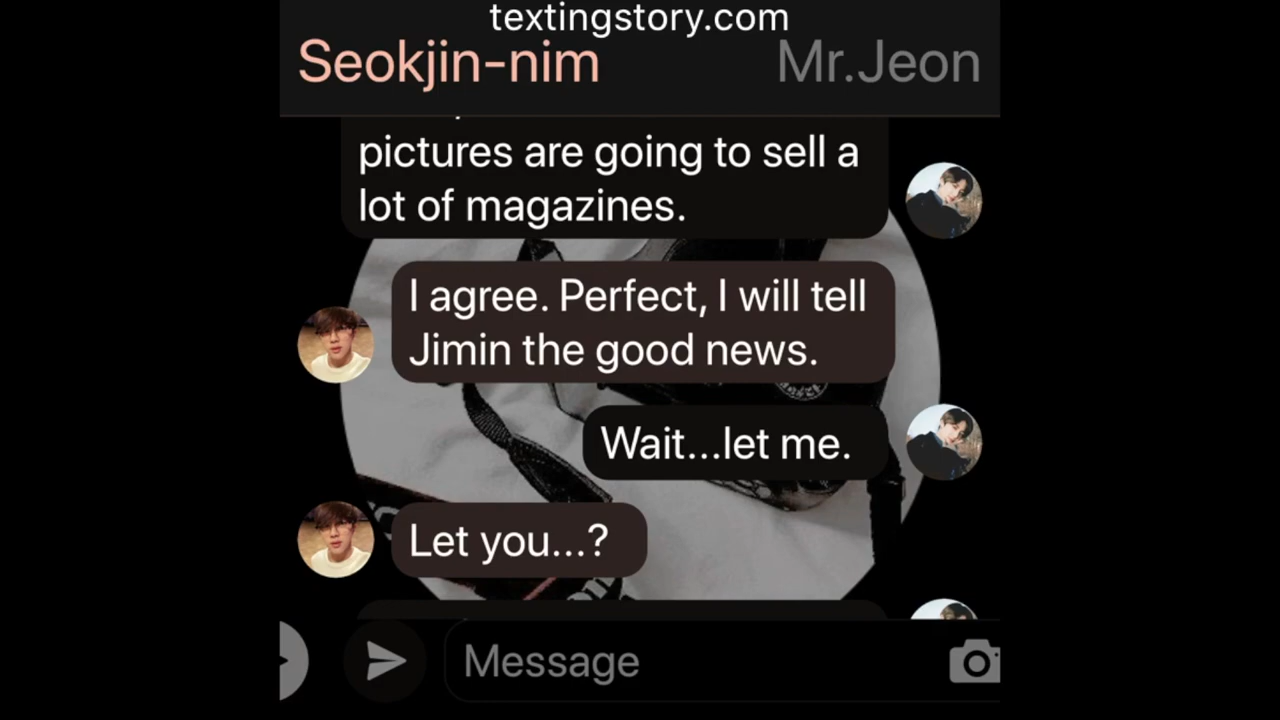 textingstory.com
Seokjin-nim
Mr.Jeon
pictures are going to sell a
lot of magazines.
I agree. Perfect, I will tell
Jimin the good news.
Wait...let me.
Let you...?
Message